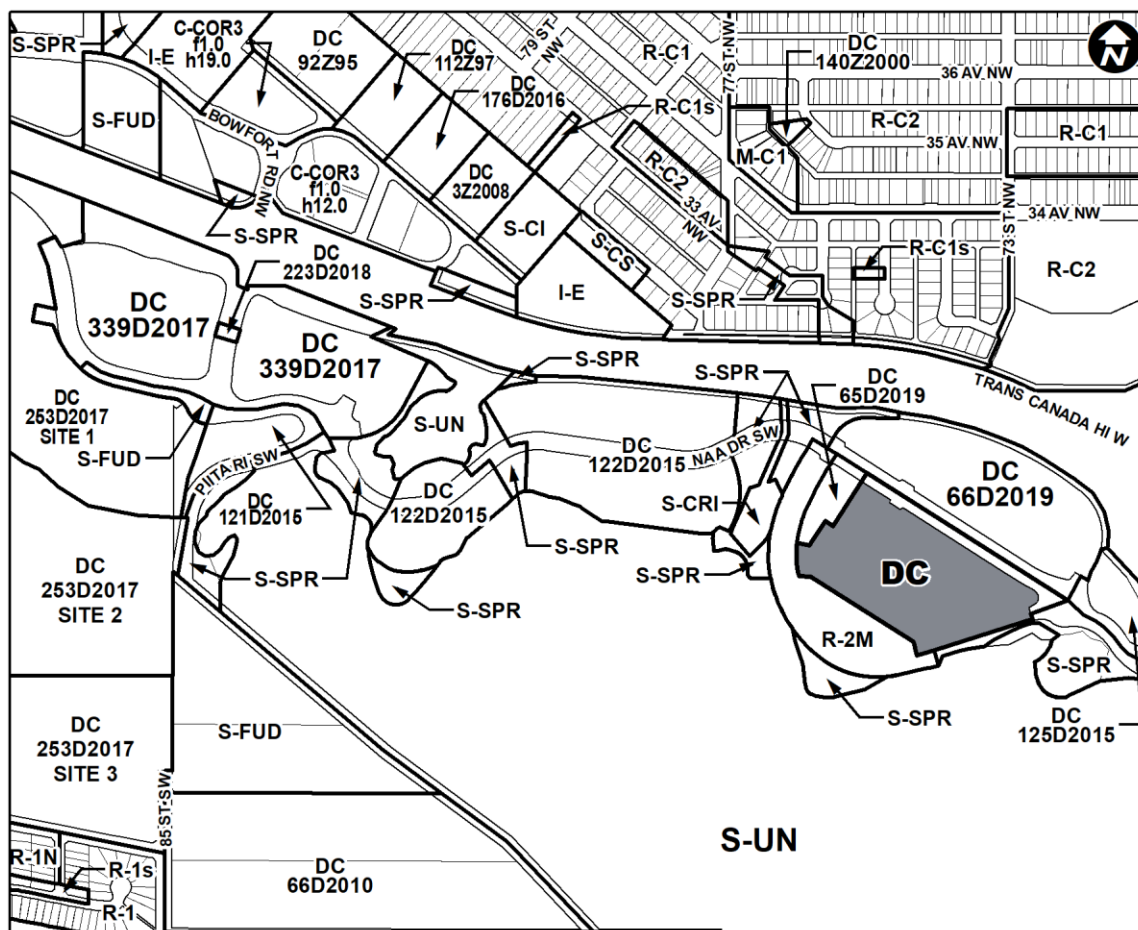 S-SPR
C-COR3
f1.0
h19.0
I-E
DC
92Z95
DC
112Z97
DC
176D2016
79 ST NW
R-C1
77 ST NW
DC
140Z2000
36 AV NW
N
S-FUD
BOWFORT RD NW
R-C1s
R-C2
35 AV NW
R-C1
M-C1
C-COR3
f1.0
h12.0
DC
3Z2008
R-C2
33 AV NW
S-SPR
S-CI
34 AV NW
73 ST NW
DC
223D2018
S-CS
R-C1s
R-C2
S-SPR
I-E
S-SPR
DC
339D2017
DC
339D2017
S-SPR
S-SPR
DC
65D2019
TRANS CANADA HI W
DC
253D2017
SITE 1
S-FUD
S-UN
DC
122D2015
NAA DR SW
DC
66D2019
PIITA RI SW
DC
121D2015
DC
122D2015
S-CRI
S-SPR
S-SPR
DC
253D2017
SITE 2
S-SPR
S-SPR
DC
R-2M
S-SPR
S-SPR
DC
125D2015
DC
253D2017
SITE 3
S-FUD
85 ST SW
S-UN
R-1N
R-1s
R-1
DC
66D2010